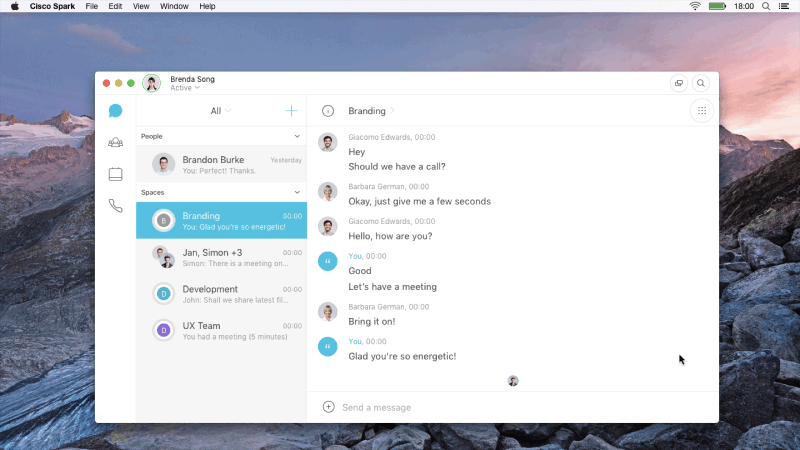 Cisco Spark File Edit View Window Help 18:00
Brenda Song
Active
All
Branding
People
Brandon Burke Yesterday
You: Perfect! Thanks.
Spaces
B Branding 00:00
You: Glad you're so energetic!
Jan, Simon +3 00:00
Simon: There is a meeting on...
D Development 00:00
John: Shall we share latest fil...
D UX Team 00:00
You had a meeting (5 minutes)
Giacomo Edwards, 00:00
Hey
Should we have a call?
Barbara German, 00:00
Okay, just give me a few seconds
Giacomo Edwards, 00:00
Hello, how are you?
You, 00:00
Good
Let's have a meeting
Barbara German, 00:00
Bring it on!
You, 00:00
Glad you're so energetic!
Send a message